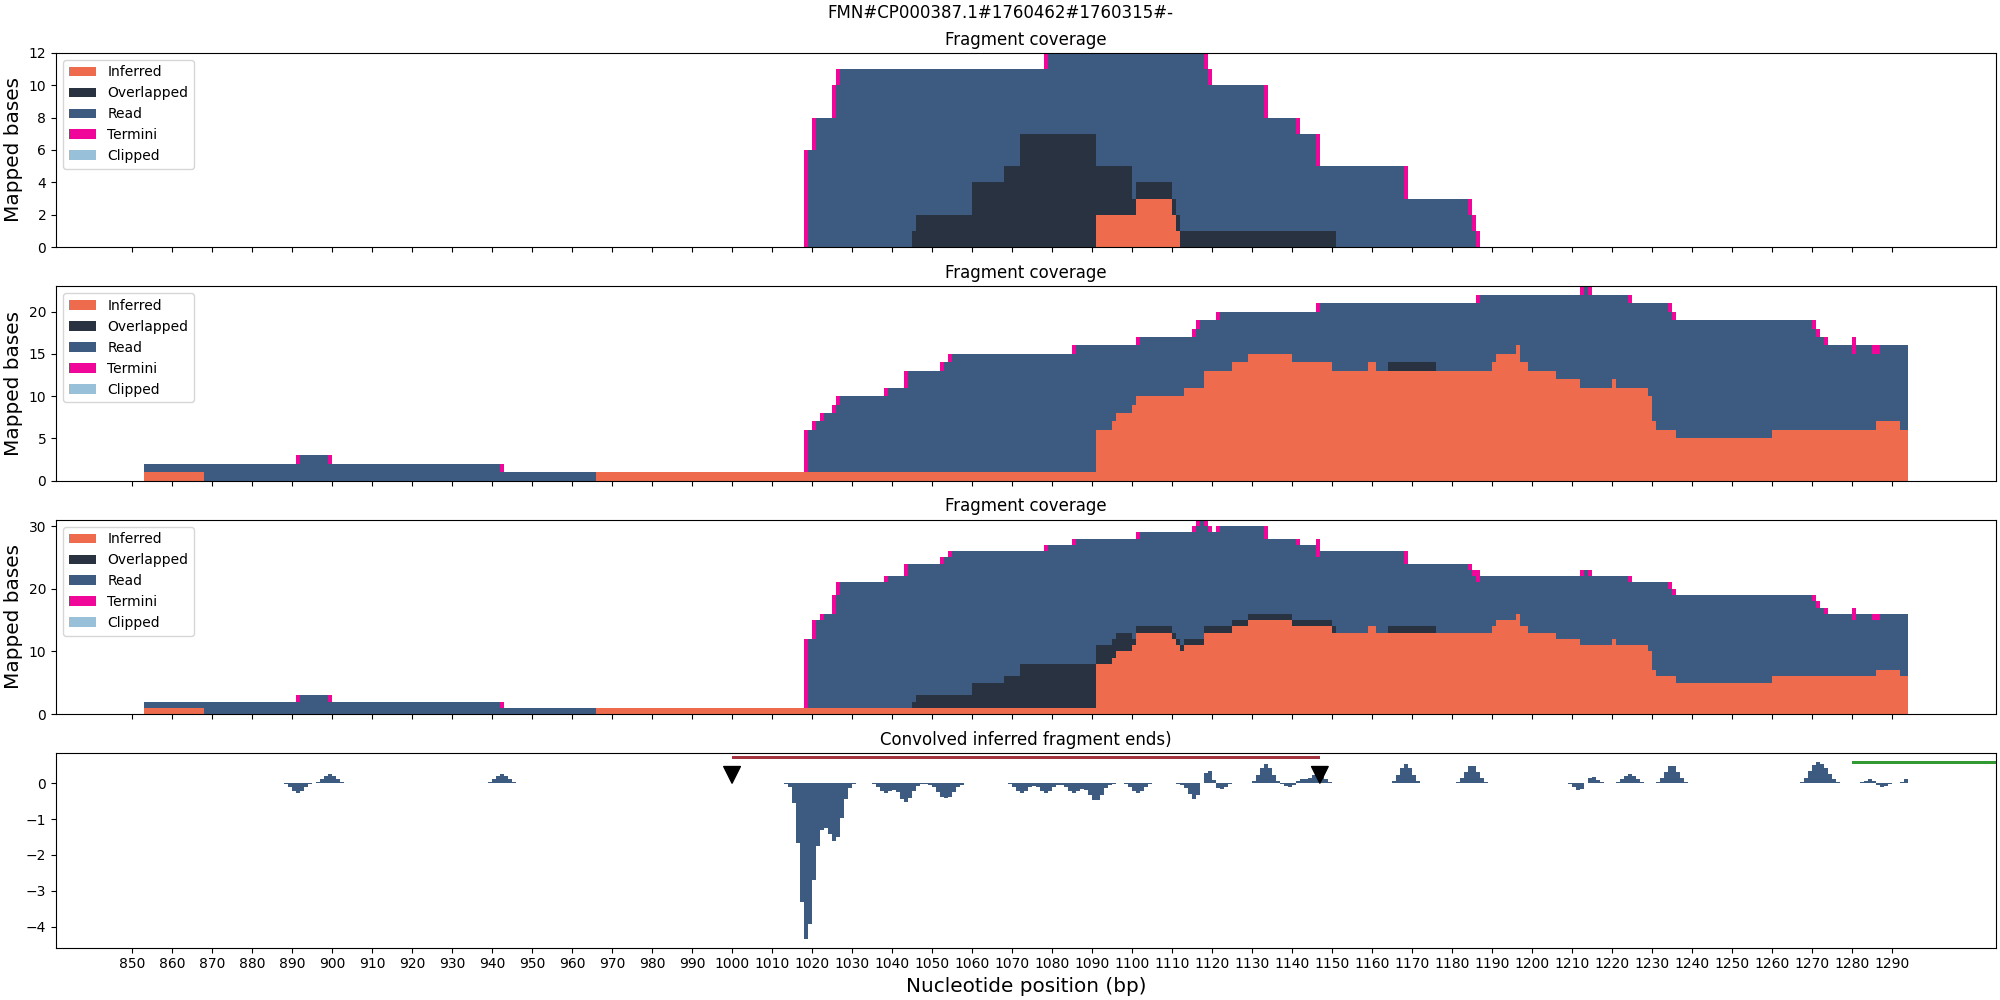 FMN#CP000387.1#1760462#1760315#-
Fragment coverage
Mapped bases
12
10
8
6
4
2
0
Inferred
Overlapped
Read
Termini
Clipped
Fragment coverage
Mapped bases
20
15
10
5
0
Inferred
Overlapped
Read
Termini
Clipped
Fragment coverage
Mapped bases
30
20
10
0
Inferred
Overlapped
Read
Termini
Clipped
Convolved inferred fragment ends)
0
−1
−2
−3
−4
850 860 870 880 890 900 910 920 930 940 950 960 970 980 990 1000 1010 1020 1030 1040 1050 1060 1070 1080 1090 1100 1110 1120 1130 1140 1150 1160 1170 1180 1190 1200 1210 1220 1230 1240 1250 1260 1270 1280 1290
Nucleotide position (bp)